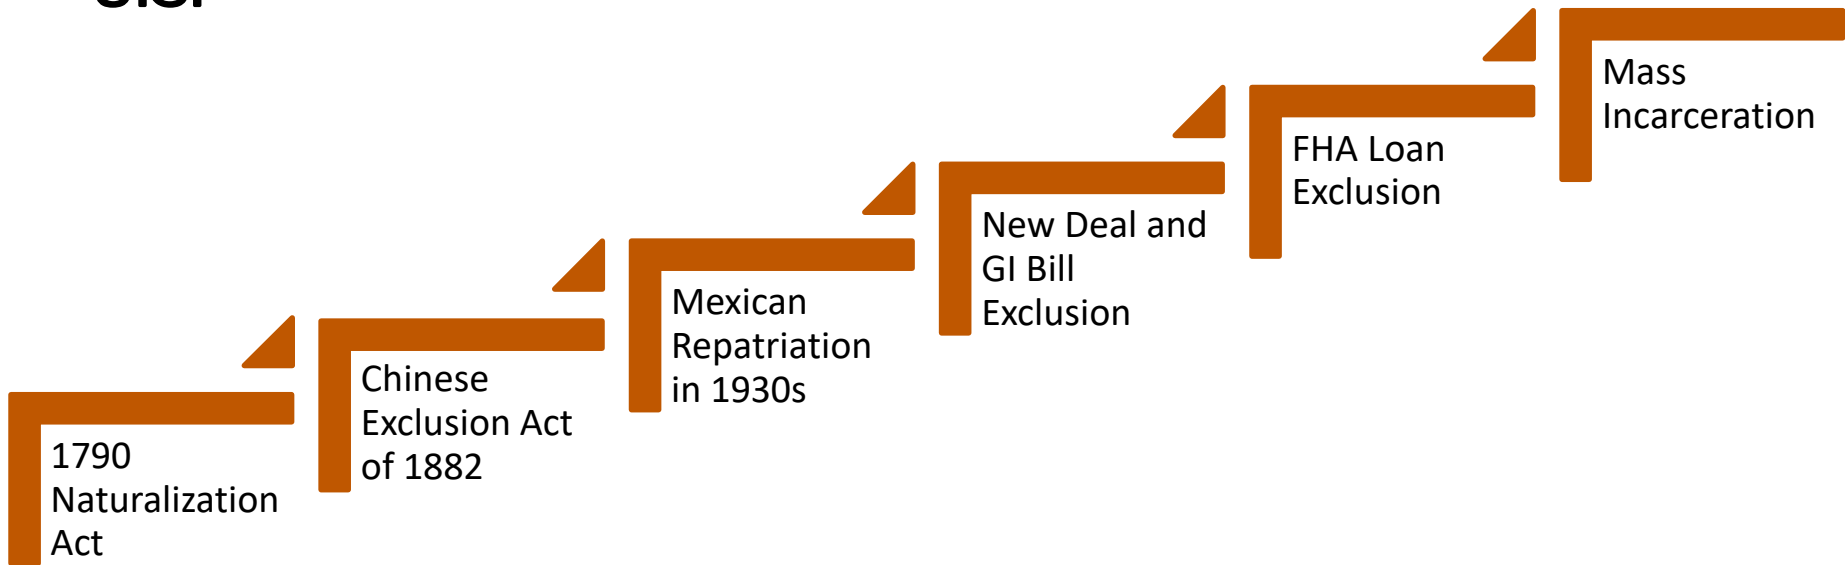 1790
Naturalization
Act
Chinese
Exclusion Act
of 1882
Mexican
Repatriation
in 1930s
New Deal and
GI Bill
Exclusion
FHA Loan
Exclusion
Mass
Incarceration